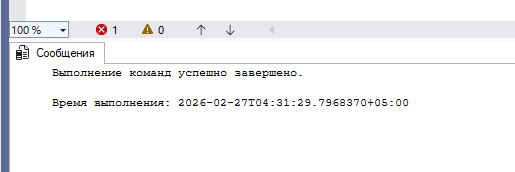 100 % 1 0
Сообщения
Выполнение команд успешно завершено.
Время выполнения: 2026-02-27T04:31:29.7968370+05:00